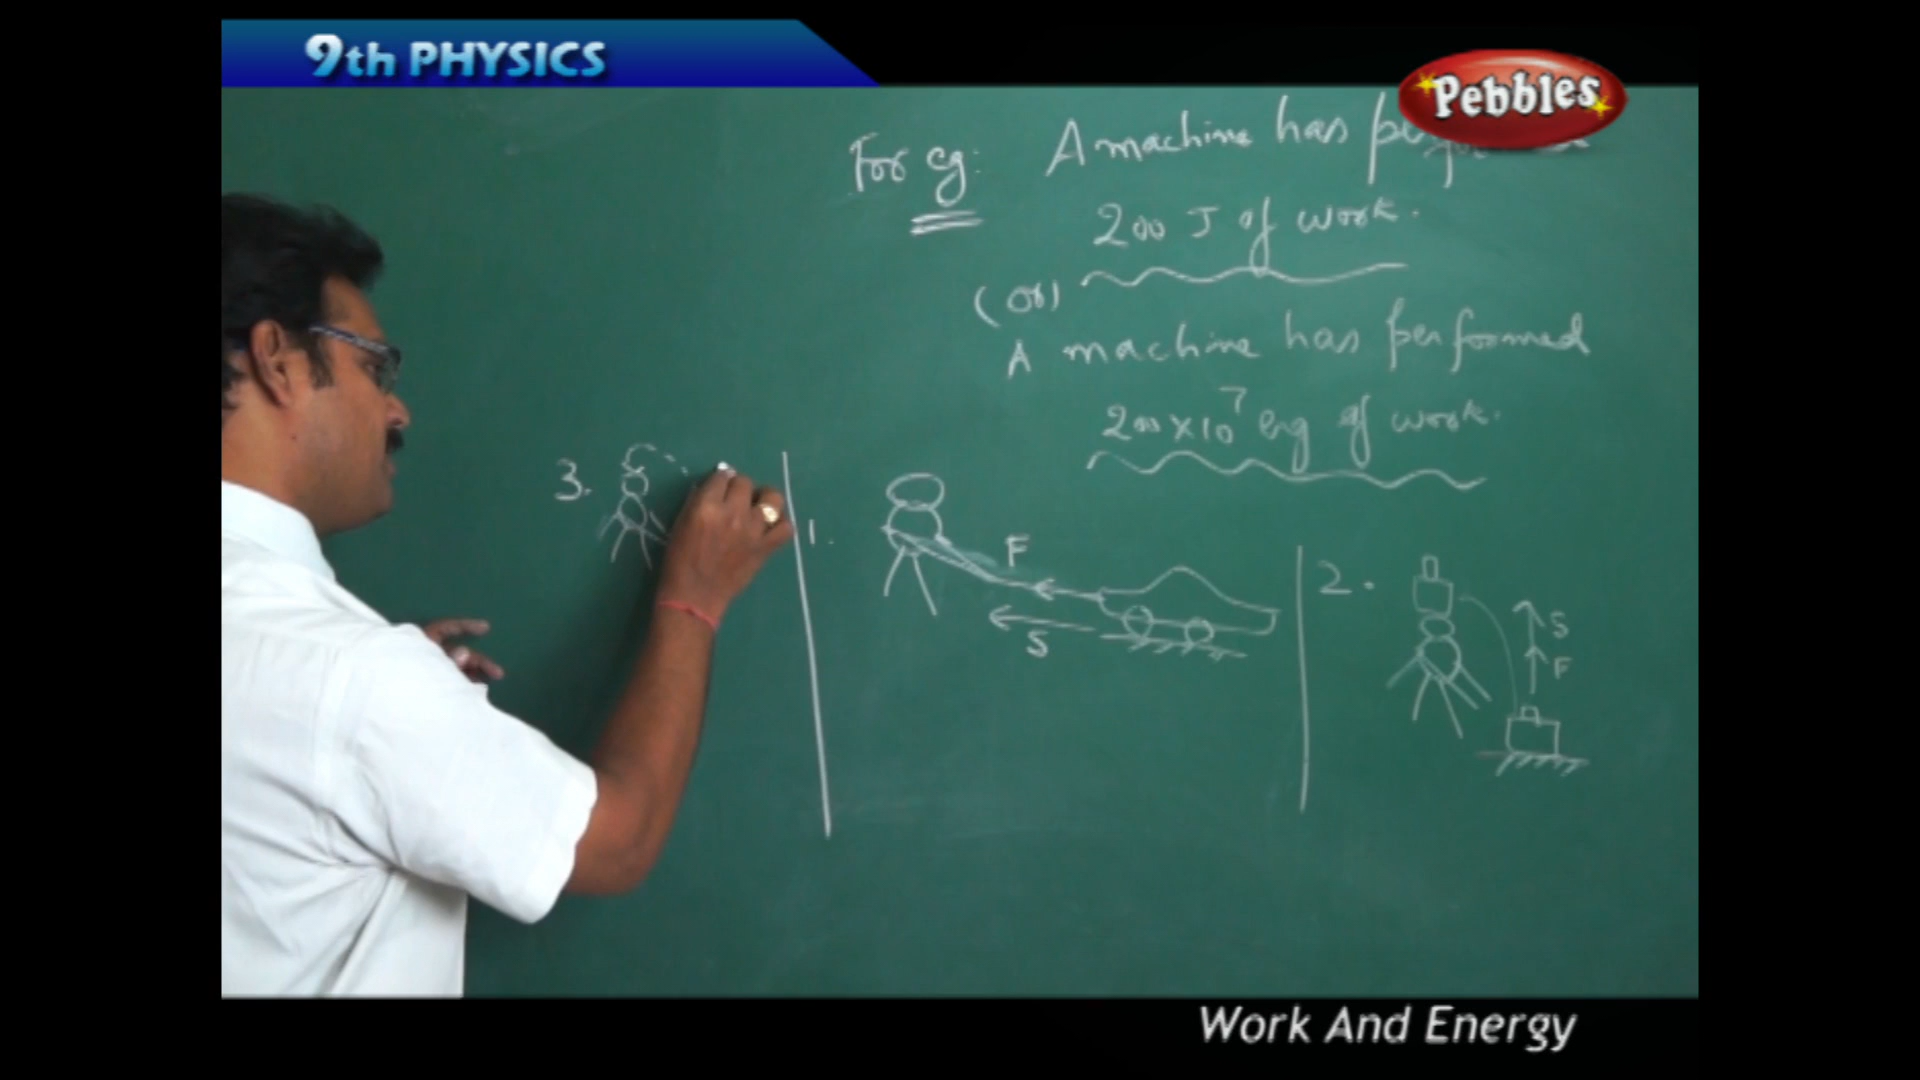 9th PHYSICS
Pebbles
For eg: A machine has
200 J of work.
(or)
A machine has performed
200×10⁷ erg of work.
3.
1.
F
S
2.
S
F
Work And Energy